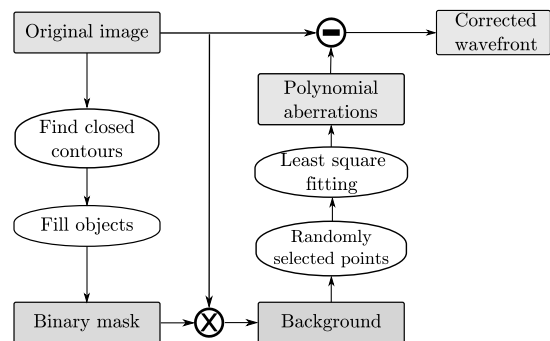 Original image
Corrected
wavefront
Polynomial
aberrations
Find closed
contours
Least square
fitting
Fill objects
Randomly
selected points
Binary mask
X
Background